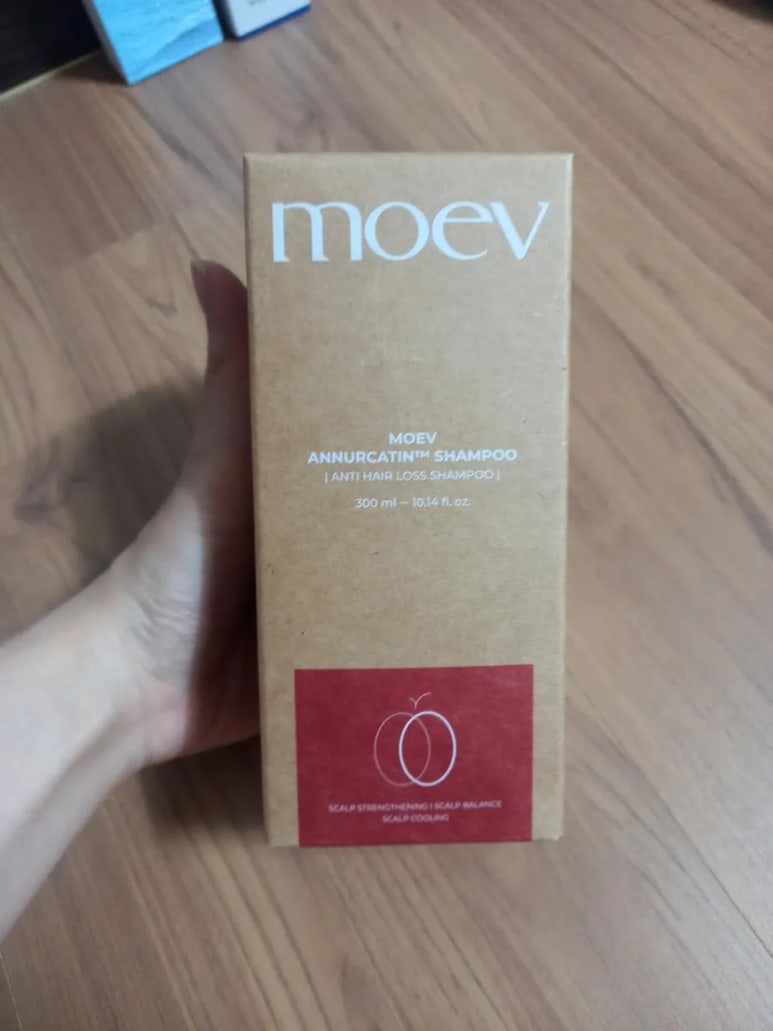 moev
MOEV
ANNURCATIN™ SHAMPOO
| ANTI HAIR LOSS SHAMPOO |
300 ml – 10.14 fl. oz.
SCALP STRENGTHENING | SCALP BALANCE
SCALP COOLING